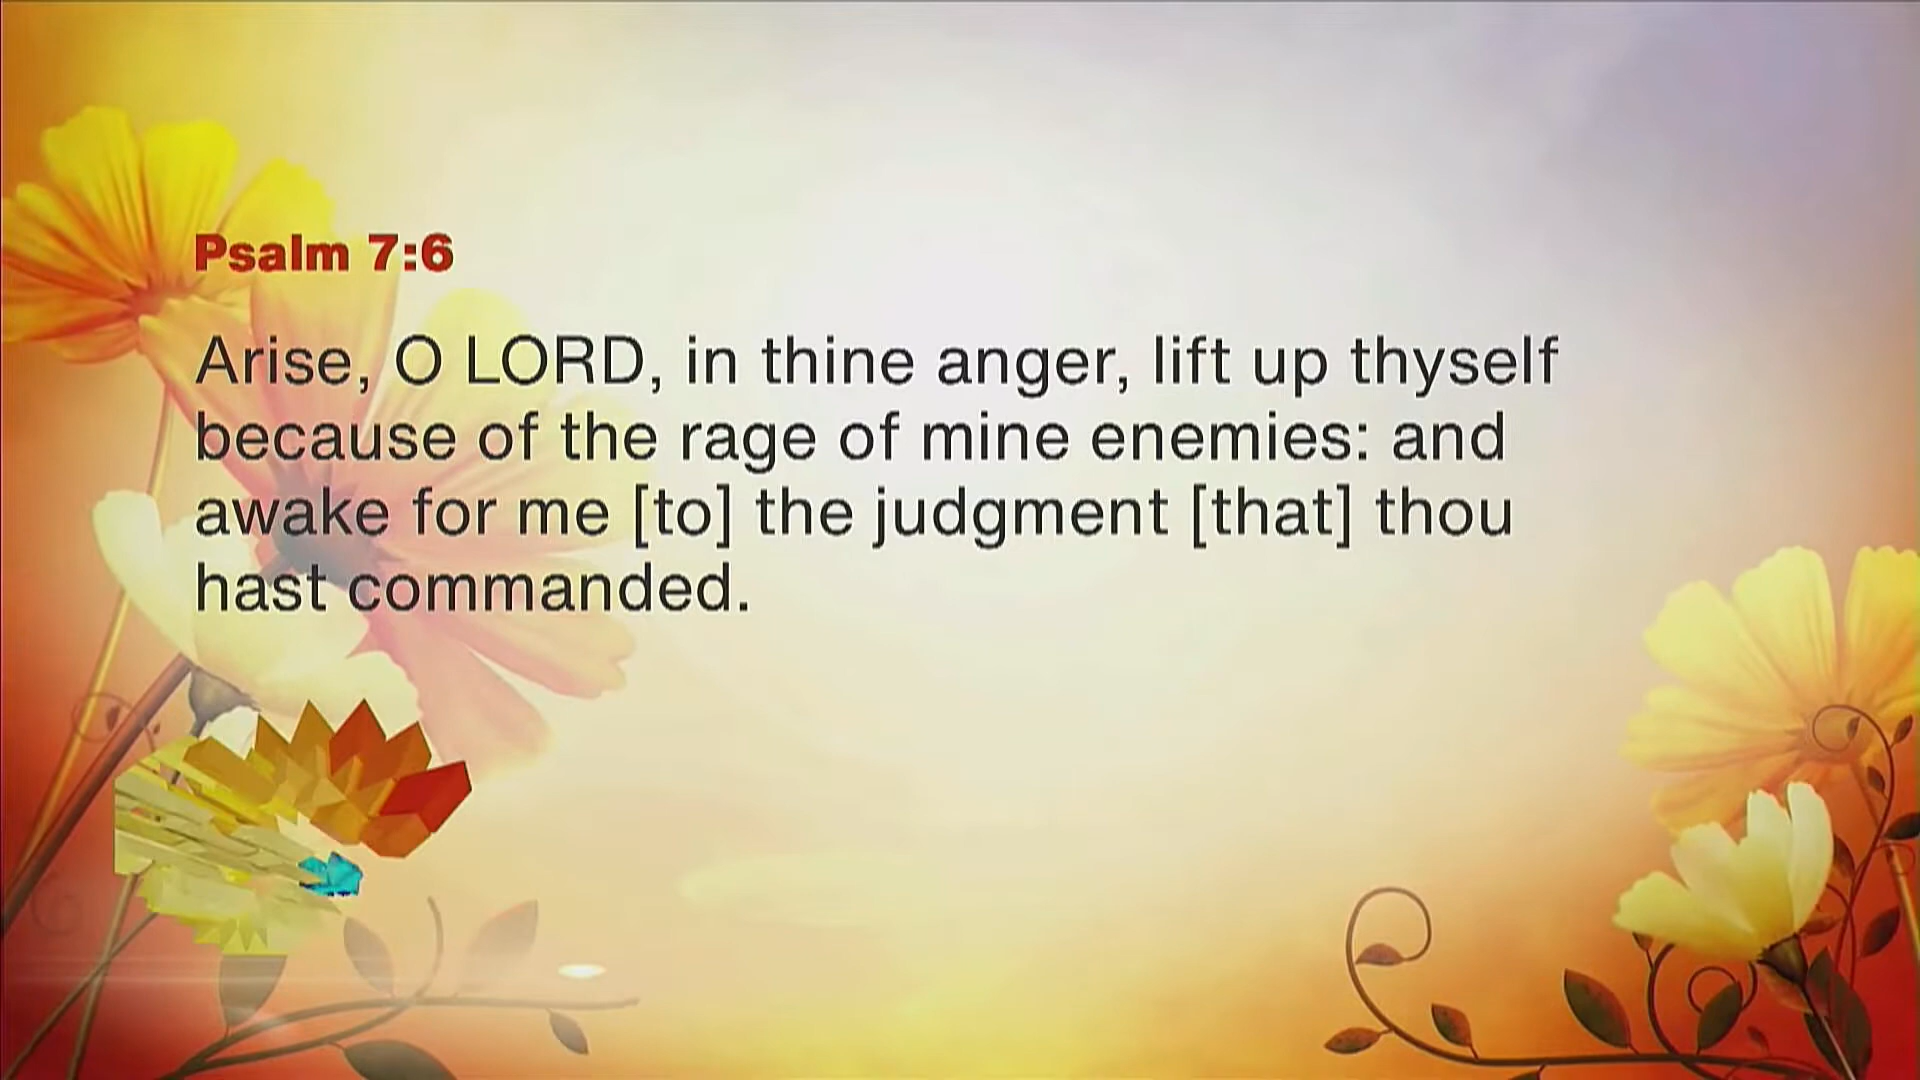 Psalm 7:6
Arise, O LORD, in thine anger, lift up thyself
because of the rage of mine enemies: and
awake for me [to] the judgment [that] thou
hast commanded.